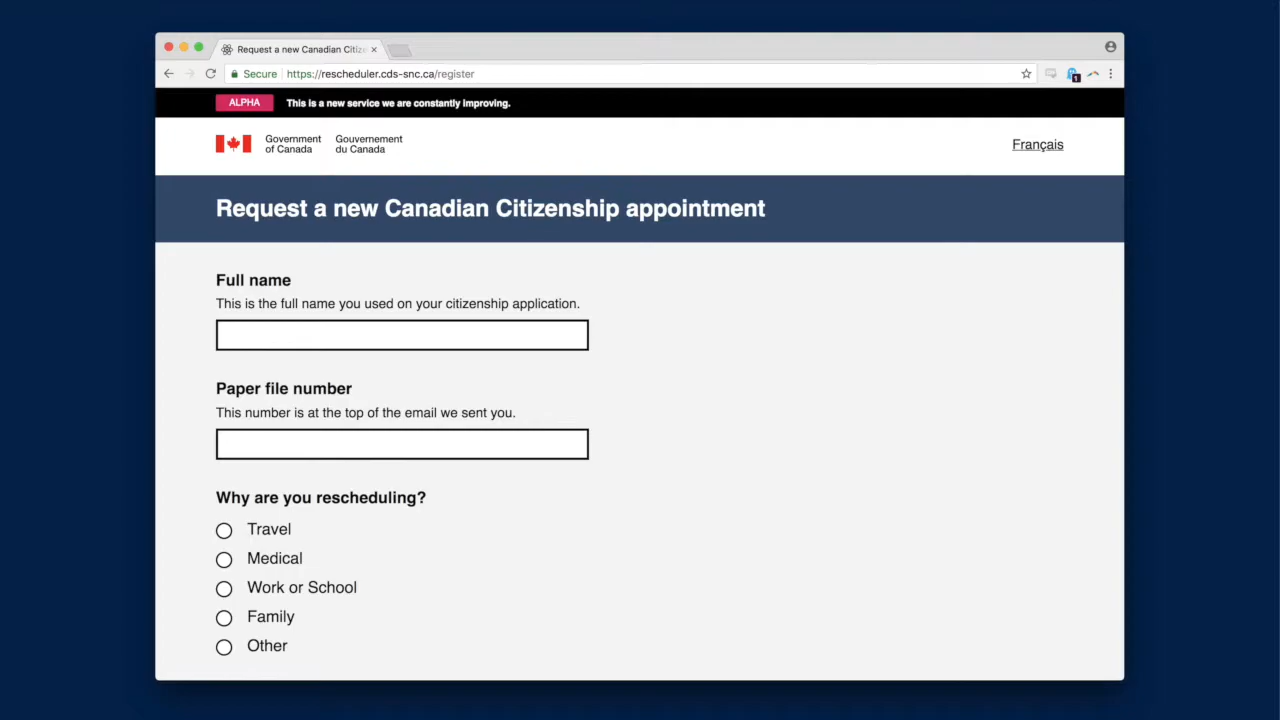 Request a new Canadian Citiz
Secure https://rescheduler.cds-snc.ca/register
1
ALPHA This is a new service we are constantly improving.
Government Gouvernement
of Canada du Canada
Français
Request a new Canadian Citizenship appointment
Full name
This is the full name you used on your citizenship application.
Paper file number
This number is at the top of the email we sent you.
Why are you rescheduling?
Travel
Medical
Work or School
Family
Other